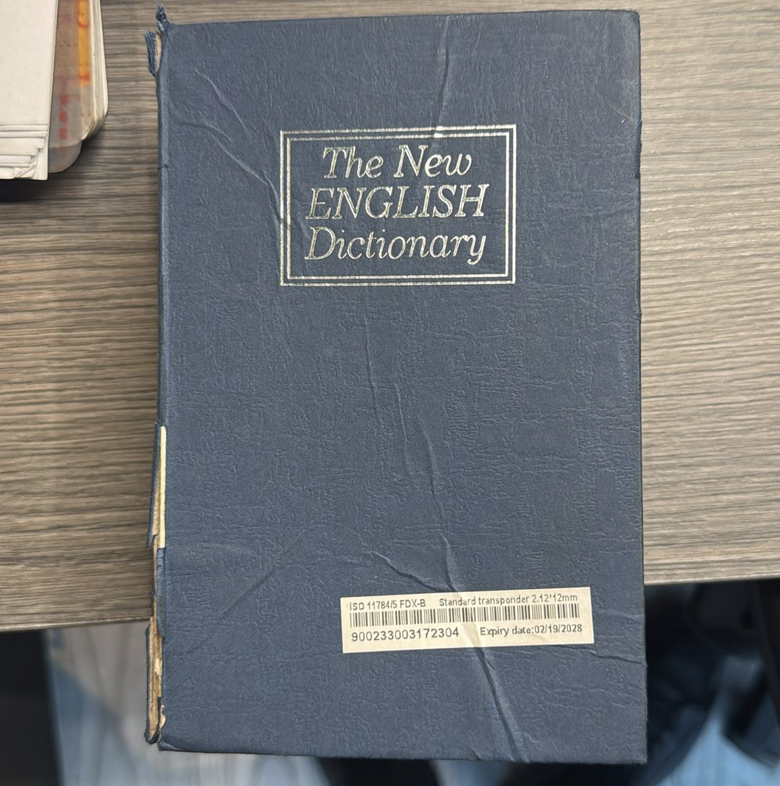 The New
ENGLISH
Dictionary
ISO 11784/5 FDX-B Standard transponder 2.12*12mm
900233003172304 Expiry date:02/19/2028